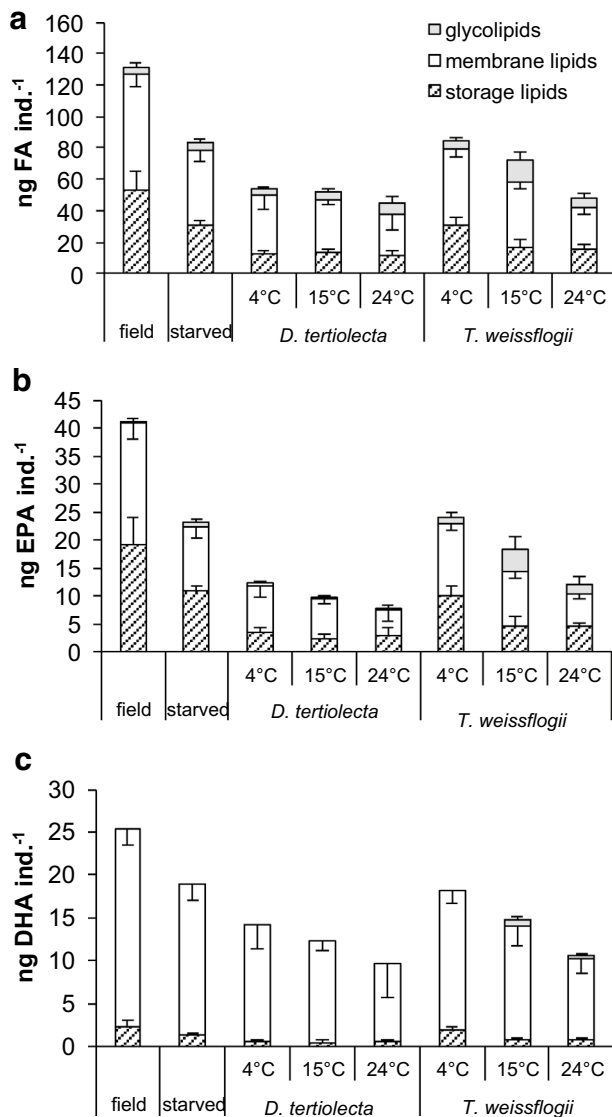 a
160
140
120
100
80
60
40
20
0
ng FA ind.-1
glycolipids
membrane lipids
storage lipids
4°C 15°C 24°C 4°C 15°C 24°C
field starved D. tertiolecta T. weissflogii
b
45
40
35
30
25
20
15
10
5
0
ng EPA ind.-1
4°C 15°C 24°C 4°C 15°C 24°C
field starved D. tertiolecta T. weissflogii
c
30
25
20
15
10
5
0
ng DHA ind.-1
4°C 15°C 24°C 4°C 15°C 24°C
field starved D. tertiolecta T. weissflogii